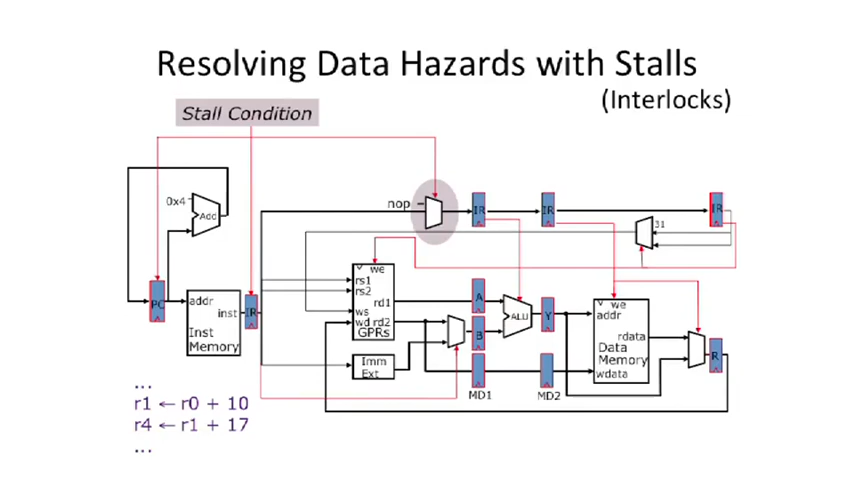 Resolving Data Hazards with Stalls
(Interlocks)
Stall Condition
0x4
Add
nop
IR
IR
IR
31
PC
addr
inst
Inst
Memory
IR
we
rs1
rs2
rd1
ws
wd rd2
GPRs
Imm
Ext
A
B
ALU
Y
MD1
MD2
we
addr
rdata
Data
Memory
wdata
R
...
r1 ← r0 + 10
r4 ← r1 + 17
...